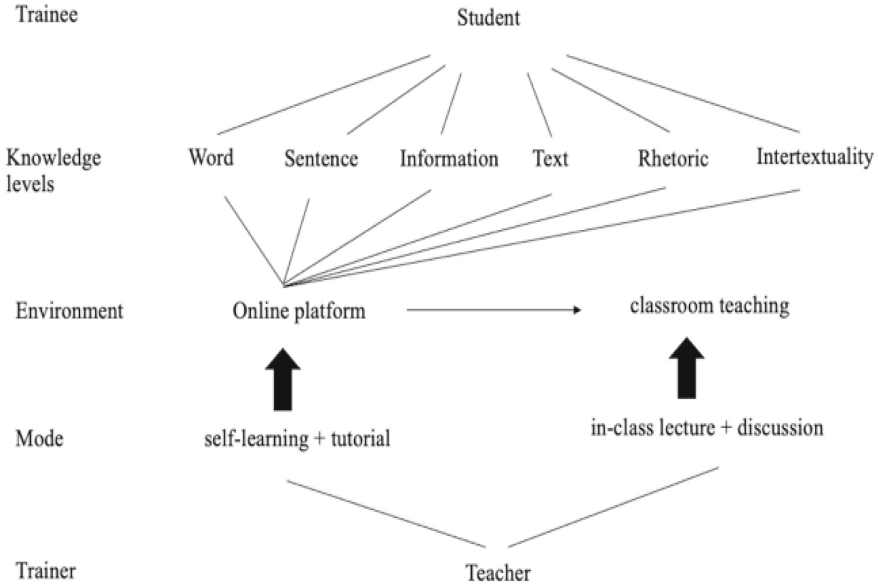 Trainee
Student
Knowledge
levels
Word
Sentence
Information
Text
Rhetoric
Intertextuality
Environment
Online platform
classroom teaching
Mode
self-learning + tutorial
in-class lecture + discussion
Trainer
Teacher